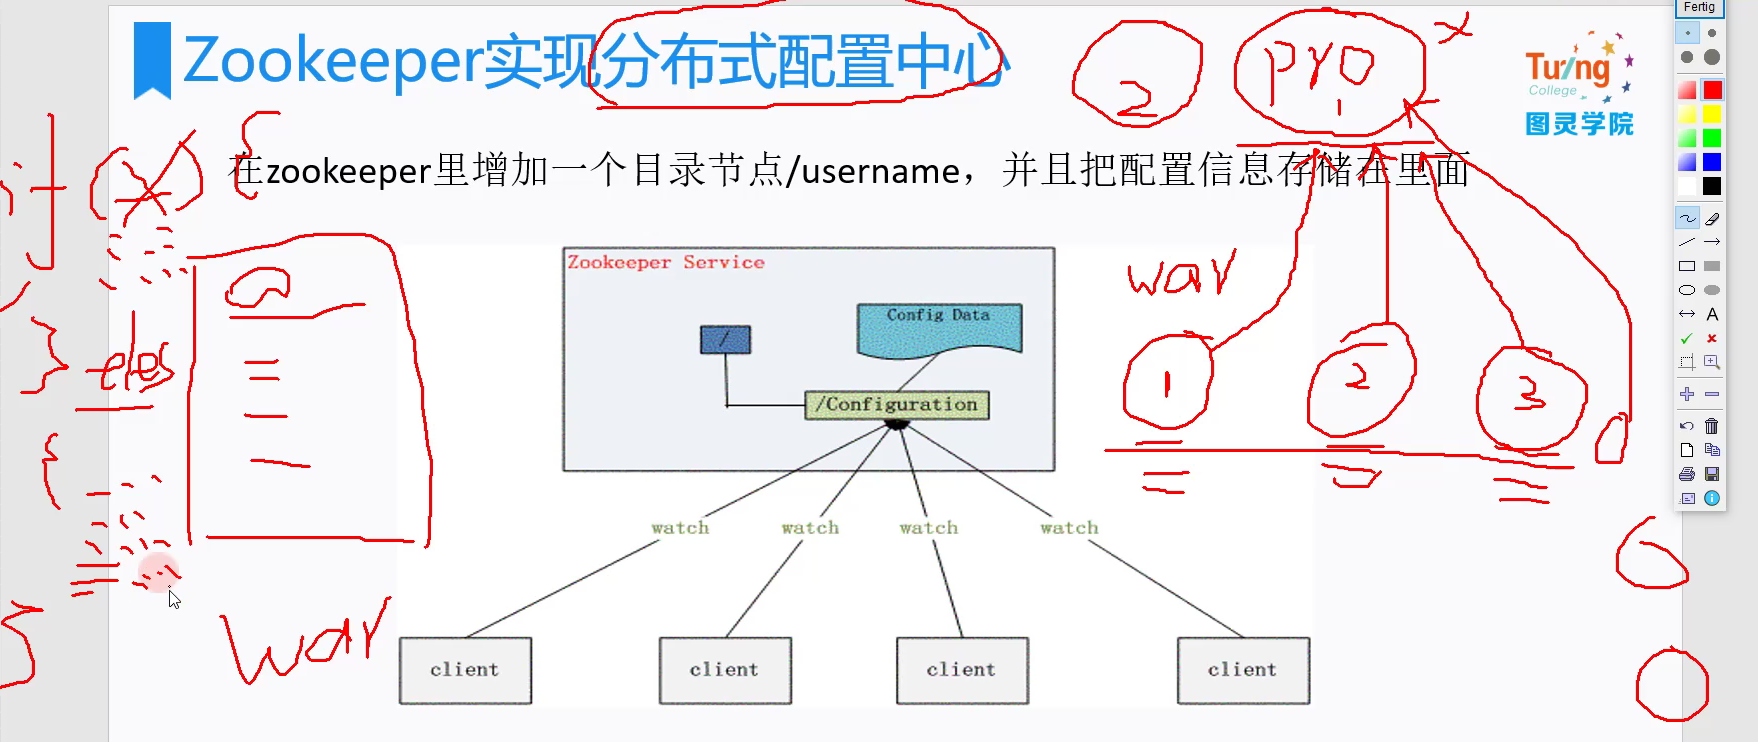 Fertig
Zookeeper实现分布式配置中心
2
pro
x
Turing
College
图灵学院
在zookeeper里增加一个目录节点/username，并且把配置信息存储在里面
if (x) {
a
} eles
{
Zookeeper Service
Config Data
/
/Configuration
war
1
2
3
watch watch watch watch
war
client client client client
A